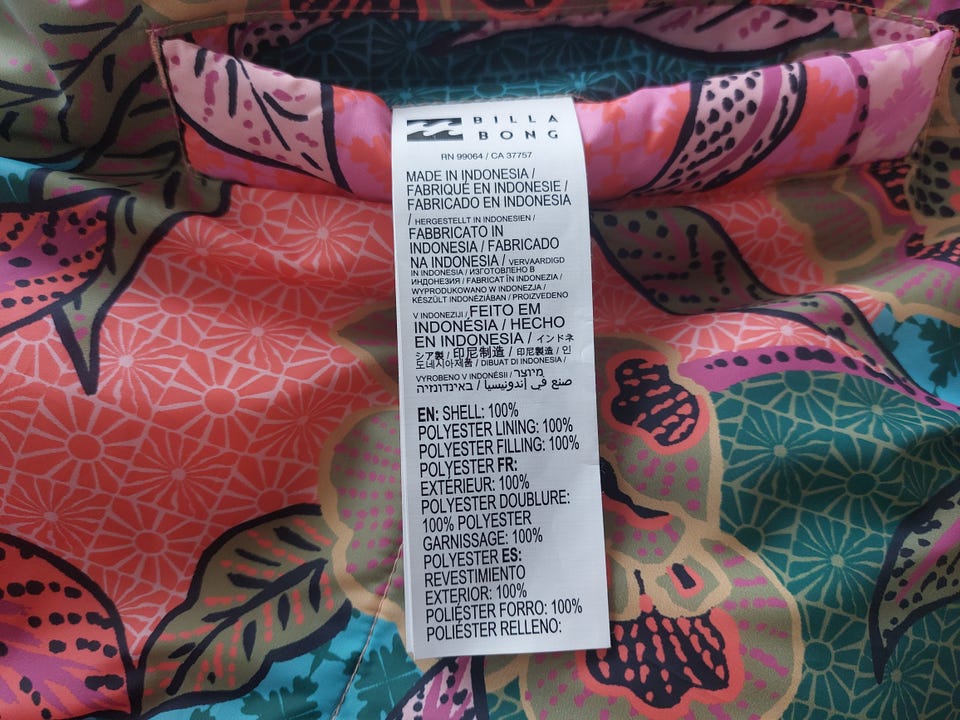 BILLA
BONG
RN 99064 / CA 37757
MADE IN INDONESIA /
FABRIQUÉ EN INDONESIE /
FABRICADO EN INDONESIA
/ HERGESTELLT IN INDONESIEN /
FABBRICATO IN
INDONESIA / FABRICADO
NA INDONESIA / VERVAARDIGD
IN INDONESIA / ИЗГОТОВЛЕНО В
ИНДОНЕЗИЯ / FABRICAT ÎN INDONEZIA /
WYPRODUKOWANO W INDONEZJA /
KÉSZÜLT INDONÉZIÁBAN / PROIZVEDENO
V INDONEZIJI / FEITO EM
INDONÉSIA / HECHO
EN INDONESIA / インドネ
シア製 / 印尼制造 / 印尼製造 / 인
도네시아제품 / DIBUAT DI INDONESIA /
VYROBENO V INDONÉSII / מיוצר
באינדונזיה / صنع في إندونيسيا
EN: SHELL: 100%
POLYESTER LINING: 100%
POLYESTER FILLING: 100%
POLYESTER FR:
EXTÉRIEUR: 100%
POLYESTER DOUBLURE:
100% POLYESTER
GARNISSAGE: 100%
POLYESTER ES:
REVESTIMIENTO
EXTERIOR: 100%
POLIÉSTER FORRO: 100%
POLIÉSTER RELLENO: